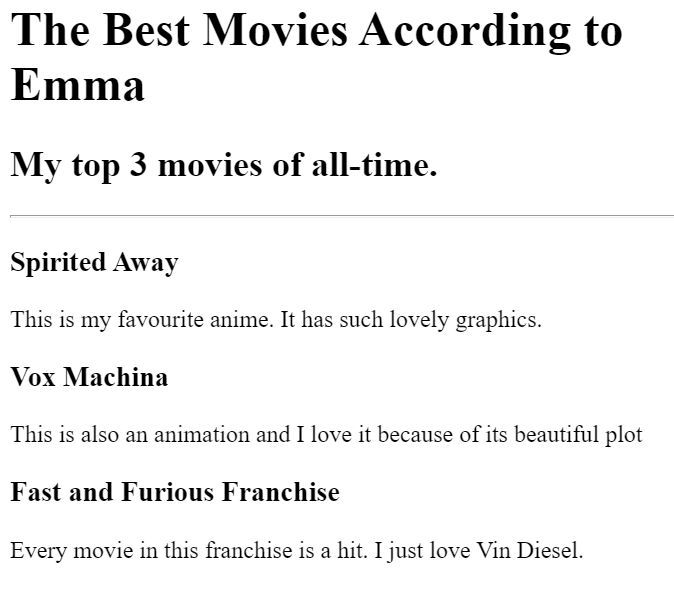 The Best Movies According to
Emma
My top 3 movies of all-time.
Spirited Away
This is my favourite anime. It has such lovely graphics.
Vox Machina
This is also an animation and I love it because of its beautiful plot
Fast and Furious Franchise
Every movie in this franchise is a hit. I just love Vin Diesel.